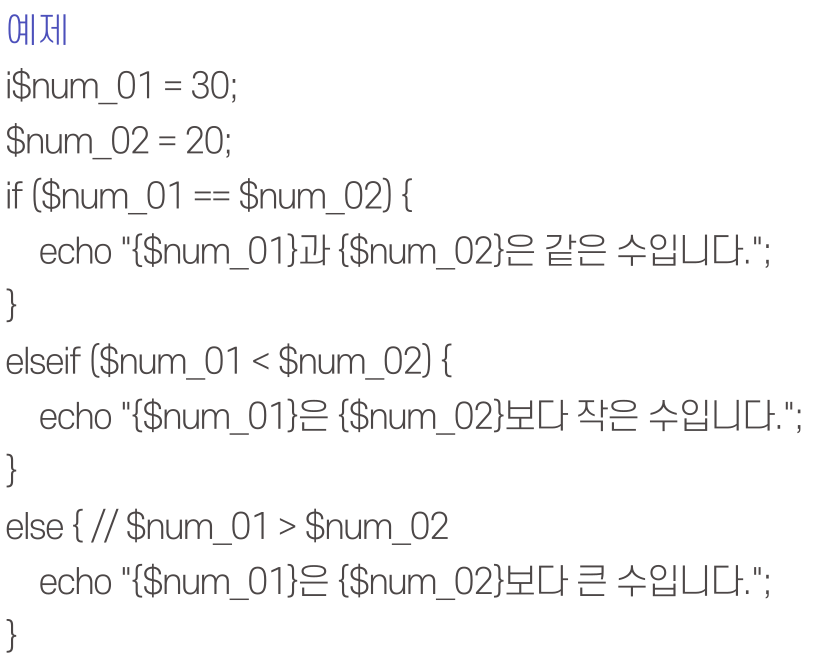 예제
i$num_01 = 30;
$num_02 = 20;
if ($num_01 == $num_02) {
    echo "{$num_01}과 {$num_02}은 같은 수입니다.";
}
elseif ($num_01 < $num_02) {
    echo "{$num_01}은 {$num_02}보다 작은 수입니다.";
}
else { // $num_01 > $num_02
    echo "{$num_01}은 {$num_02}보다 큰 수입니다.";
}